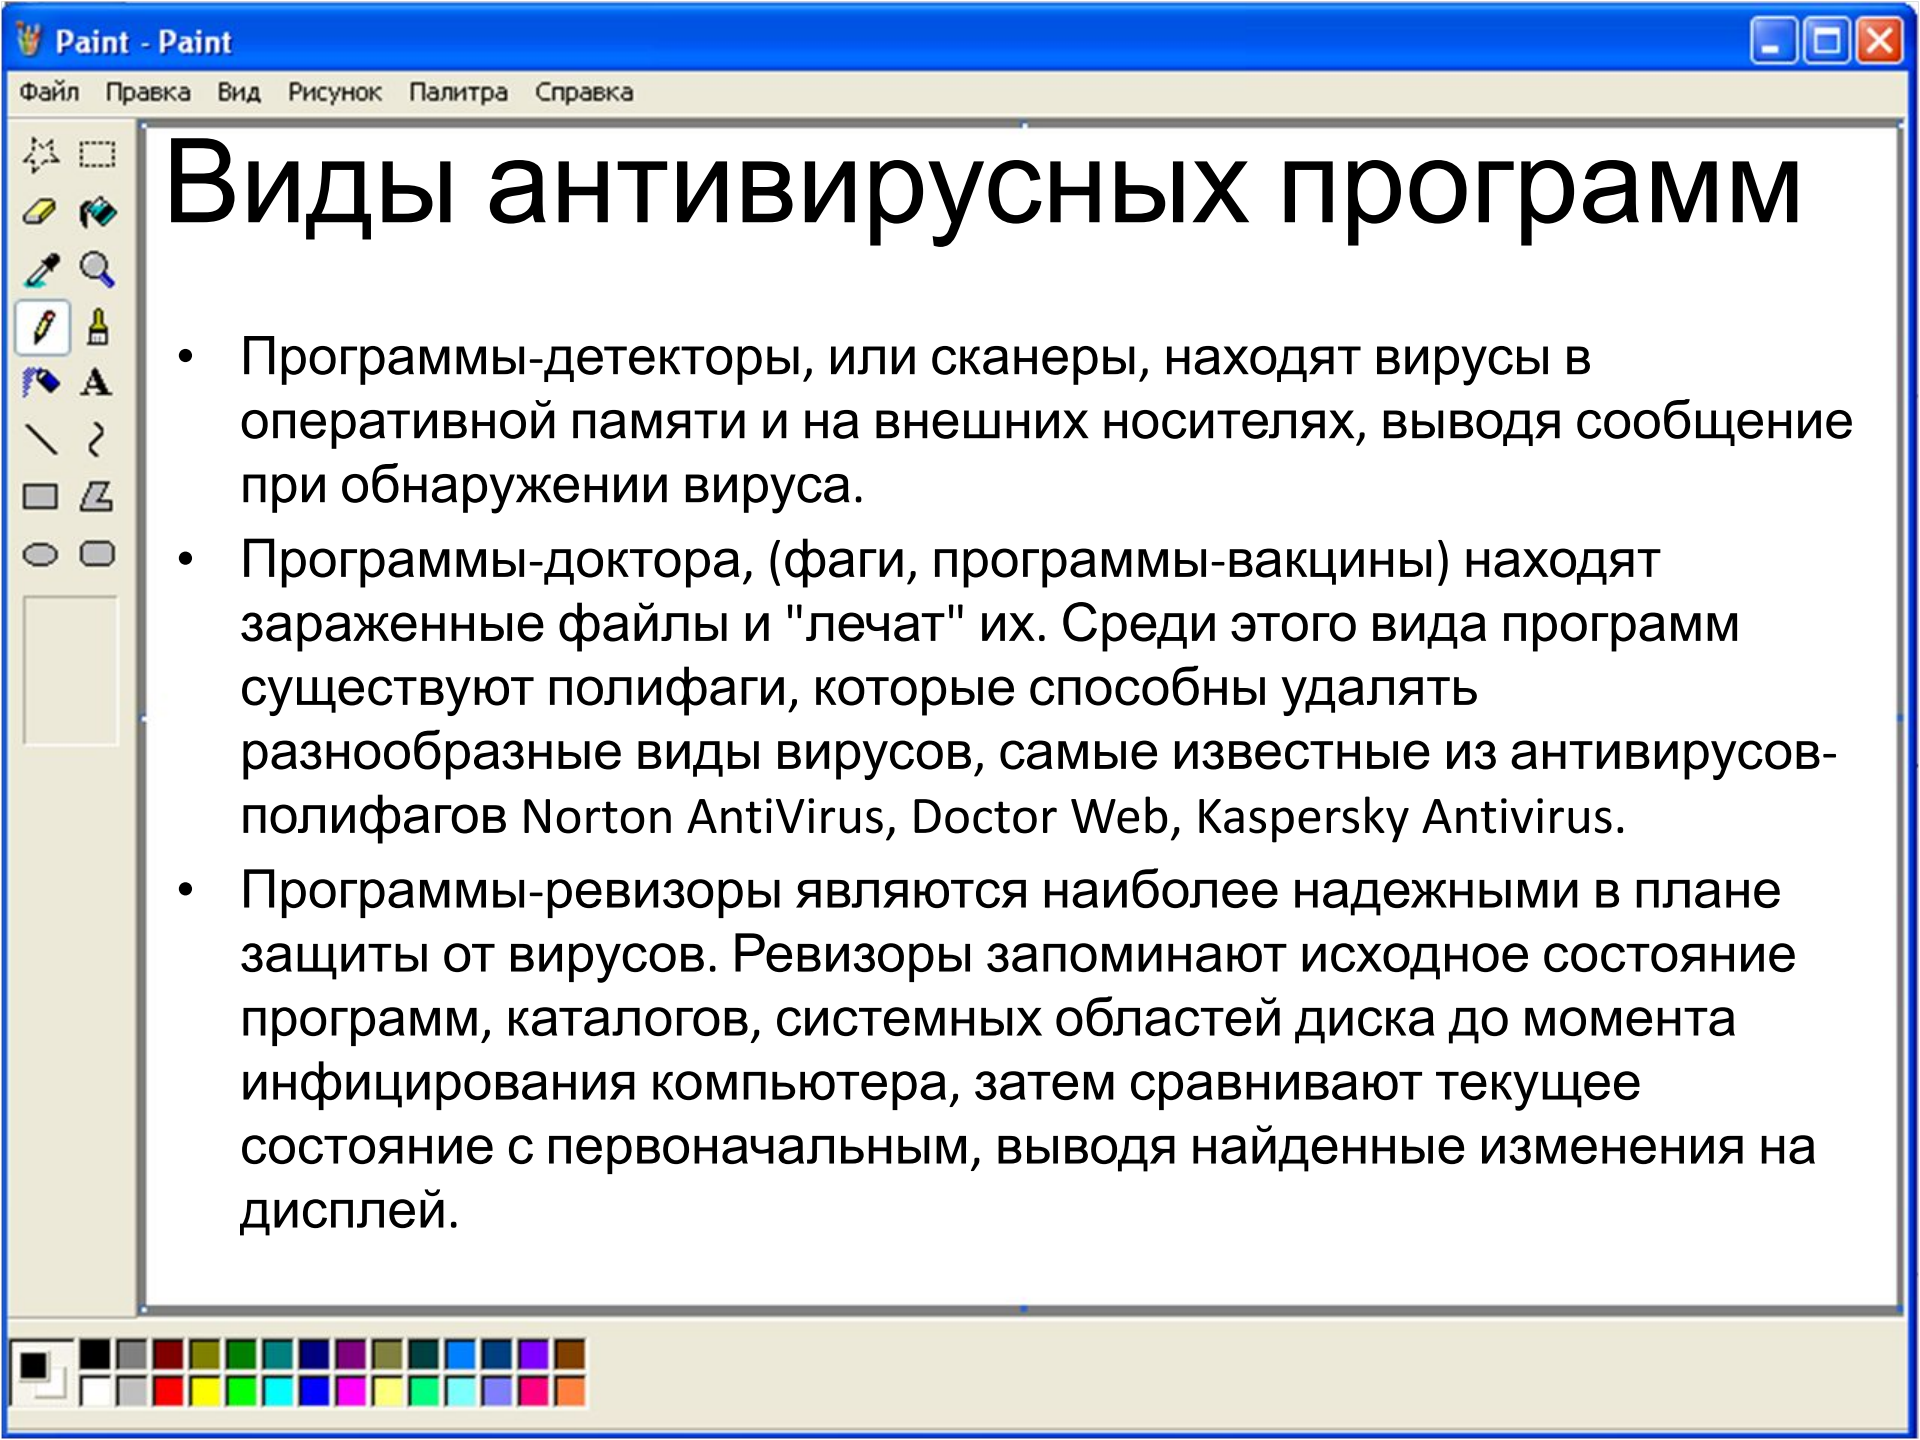 Paint - Paint
Файл Правка Вид Рисунок Палитра Справка
Виды антивирусных программ
• Программы-детекторы, или сканеры, находят вирусы в
оперативной памяти и на внешних носителях, выводя сообщение
при обнаружении вируса.
• Программы-доктора, (фаги, программы-вакцины) находят
зараженные файлы и "лечат" их. Среди этого вида программ
существуют полифаги, которые способны удалять
разнообразные виды вирусов, самые известные из антивирусов-
полифагов Norton AntiVirus, Doctor Web, Kaspersky Antivirus.
• Программы-ревизоры являются наиболее надежными в плане
защиты от вирусов. Ревизоры запоминают исходное состояние
программ, каталогов, системных областей диска до момента
инфицирования компьютера, затем сравнивают текущее
состояние с первоначальным, выводя найденные изменения на
дисплей.
A